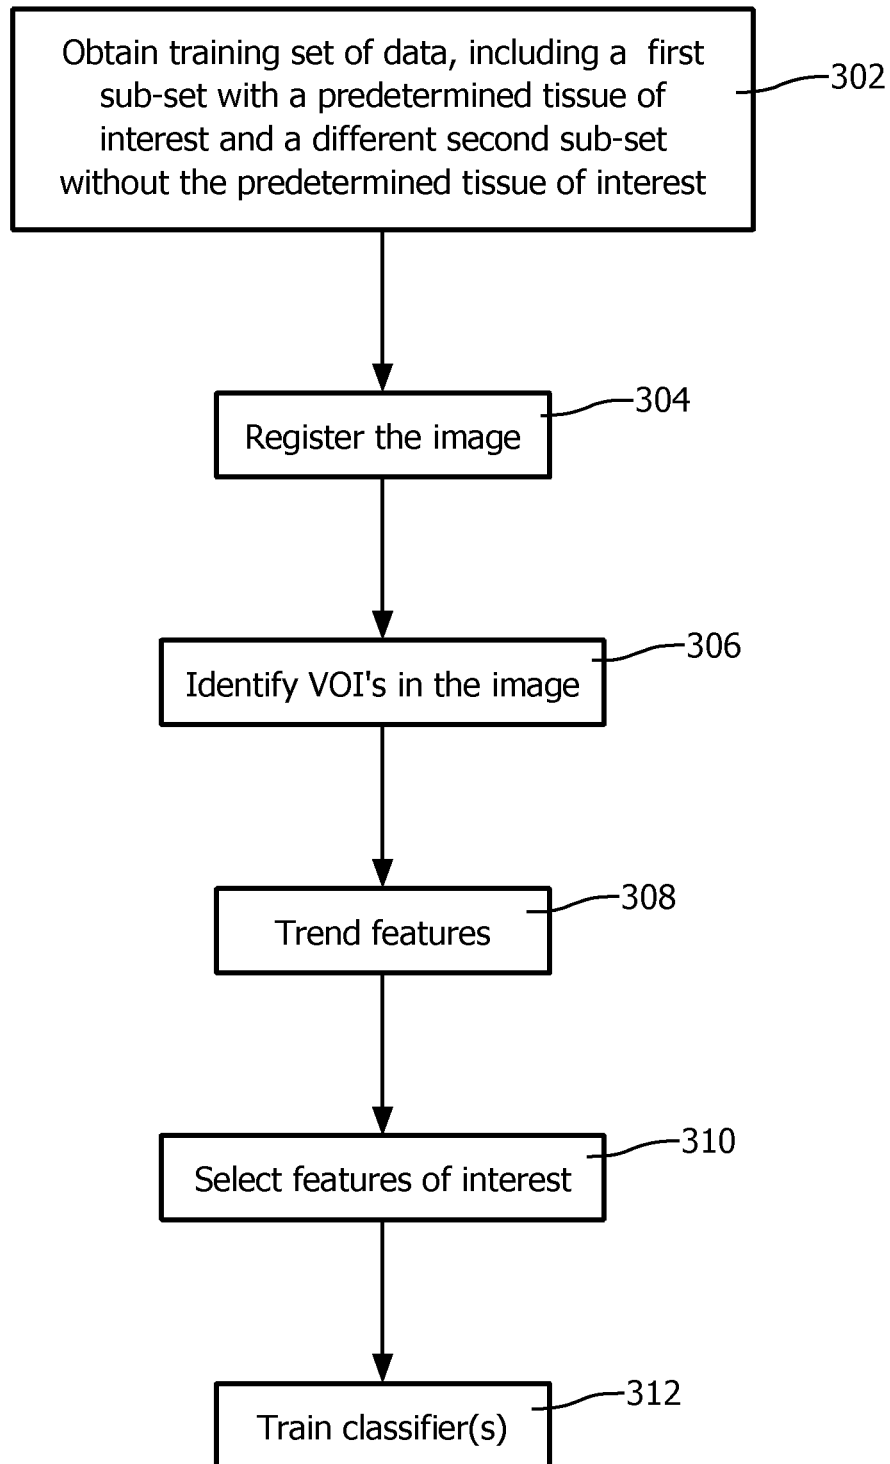 Obtain training set of data, including a first
sub-set with a predetermined tissue of
interest and a different second sub-set
without the predetermined tissue of interest
302
Register the image
304
Identify VOI's in the image
306
Trend features
308
Select features of interest
310
Train classifier(s)
312